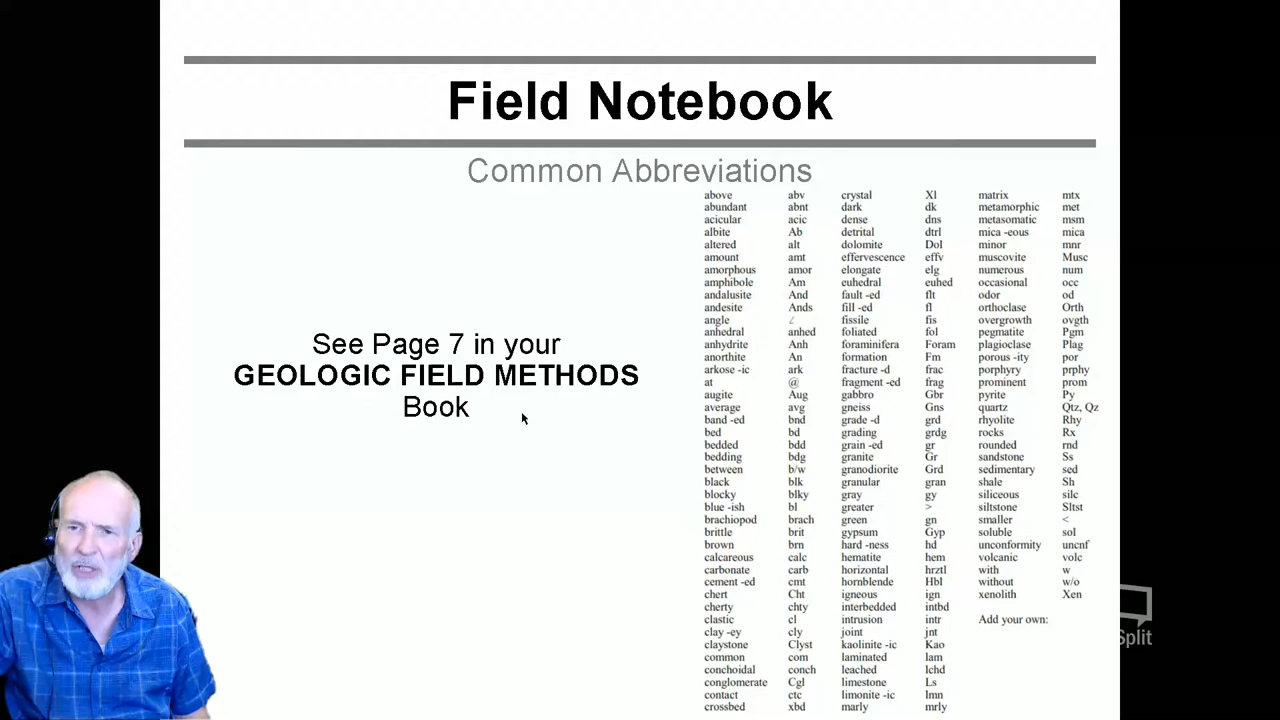 Field Notebook
Common Abbreviations
See Page 7 in your
GEOLOGIC FIELD METHODS
Book
above abv
abundant abnt
acicular acic
albite Ab
altered alt
amount amt
amorphous amor
amphibole Am
andalusite And
andesite Ands
angle ∠
anhedral anhed
anhydrite Anh
anorthite An
arkose -ic ark
at @
augite Aug
average avg
band -ed bnd
bed bd
bedded bdd
bedding bdg
between b/w
black blk
blocky blky
blue -ish bl
brachiopod brach
brittle brit
brown brn
calcareous calc
carbonate carb
cement -ed cmt
chert Cht
cherty chty
clastic cl
clay -ey cly
claystone Clyst
common com
conchoidal conch
conglomerate Cgl
contact ctc
crossbed xbd
crystal Xl
dark dk
dense dns
detrital dtrl
dolomite Dol
effervescence effv
elongate elg
euhedral euhed
fault -ed flt
fill -ed fl
fissile fis
foliated fol
foraminifera Foram
formation Fm
fracture -d frac
fragment -ed frag
gabbro Gbr
gneiss Gns
grade -d grd
grading grdg
grain -ed gr
granite Gr
granodiorite Grd
granular gran
gray gy
greater >
green gn
gypsum Gyp
hard -ness hd
hematite hem
horizontal hrztl
hornblende Hbl
igneous ign
interbedded intbd
intrusion intr
joint jnt
kaolinite -ic Kao
laminated lam
leached lchd
limestone Ls
limonite -ic lmn
marly mrly
matrix mtx
metamorphic met
metasomatic msm
mica -eous mica
minor mnr
muscovite Musc
numerous num
occasional occ
odor od
orthoclase Orth
overgrowth ovgth
pegmatite Pgm
plagioclase Plag
porous -ity por
porphyry prphy
prominent prom
pyrite Py
quartz Qtz, Qz
rhyolite Rhy
rocks Rx
rounded rnd
sandstone Ss
sedimentary sed
shale Sh
siliceous silc
siltstone Sltst
smaller <
soluble sol
unconformity uncnf
volcanic volc
with w
without w/o
xenolith Xen
Add your own:
Split